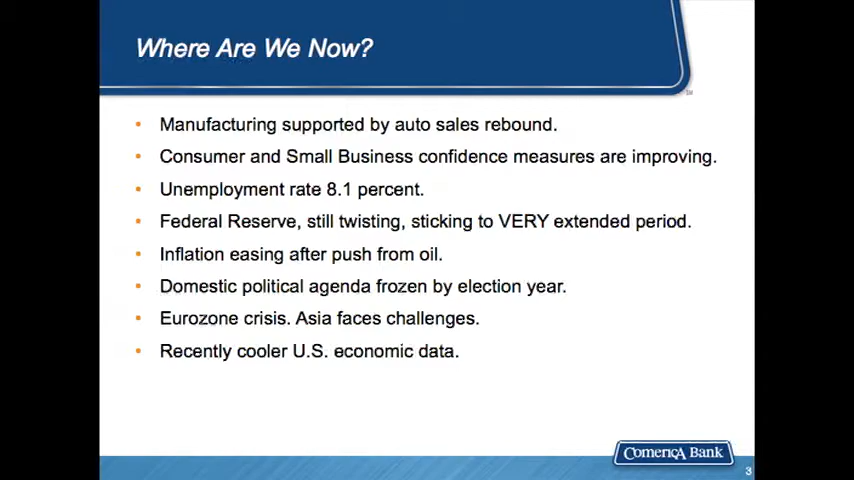 Where Are We Now?
• Manufacturing supported by auto sales rebound.
• Consumer and Small Business confidence measures are improving.
• Unemployment rate 8.1 percent.
• Federal Reserve, still twisting, sticking to VERY extended period.
• Inflation easing after push from oil.
• Domestic political agenda frozen by election year.
• Eurozone crisis. Asia faces challenges.
• Recently cooler U.S. economic data.
Comerica Bank
3